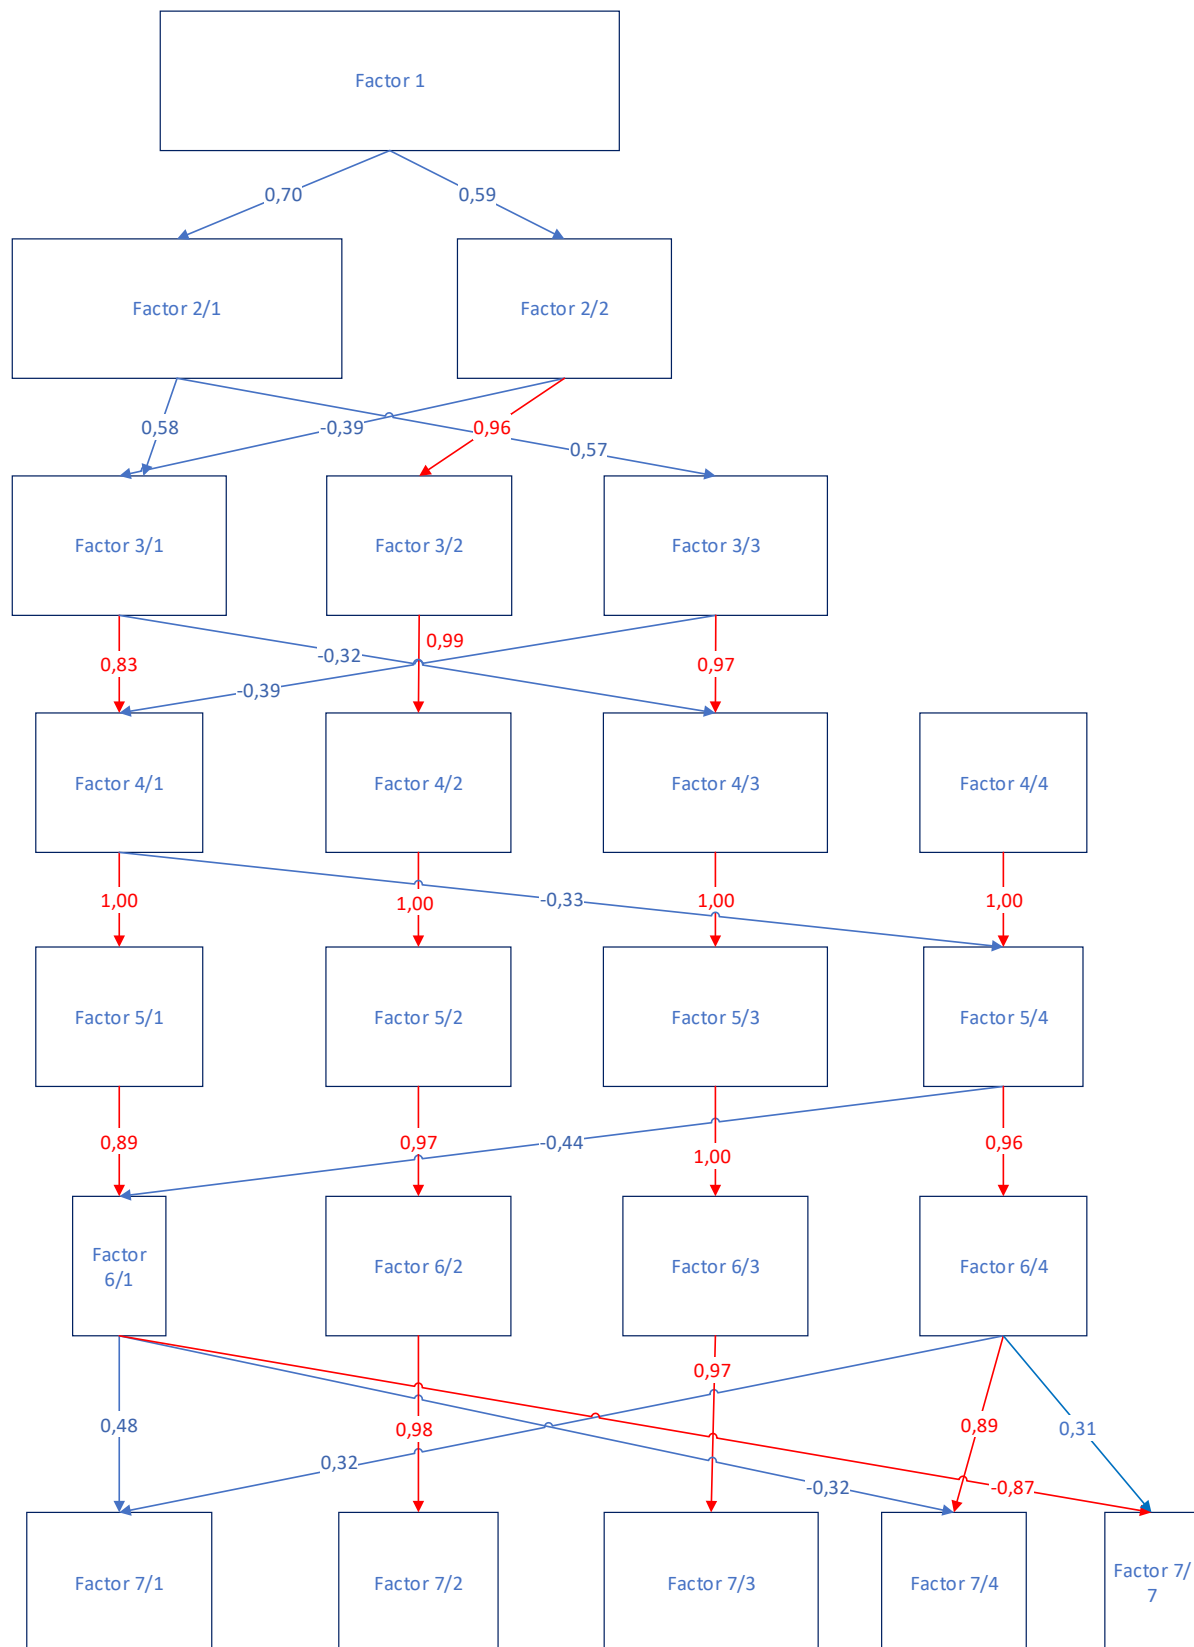 Factor 1
0,70
0,59
Factor 2/1
Factor 2/2
0,58
-0,39
0,96
0,57
Factor 3/1
Factor 3/2
Factor 3/3
0,83
-0,32
0,99
0,97
-0,39
Factor 4/1
Factor 4/2
Factor 4/3
Factor 4/4
1,00
1,00
-0,33
1,00
1,00
Factor 5/1
Factor 5/2
Factor 5/3
Factor 5/4
0,89
0,97
-0,44
1,00
0,96
Factor
6/1
Factor 6/2
Factor 6/3
Factor 6/4
0,97
0,48
0,98
0,89
0,31
0,32
-0,32
-0,87
Factor 7/1
Factor 7/2
Factor 7/3
Factor 7/4
Factor 7/
7